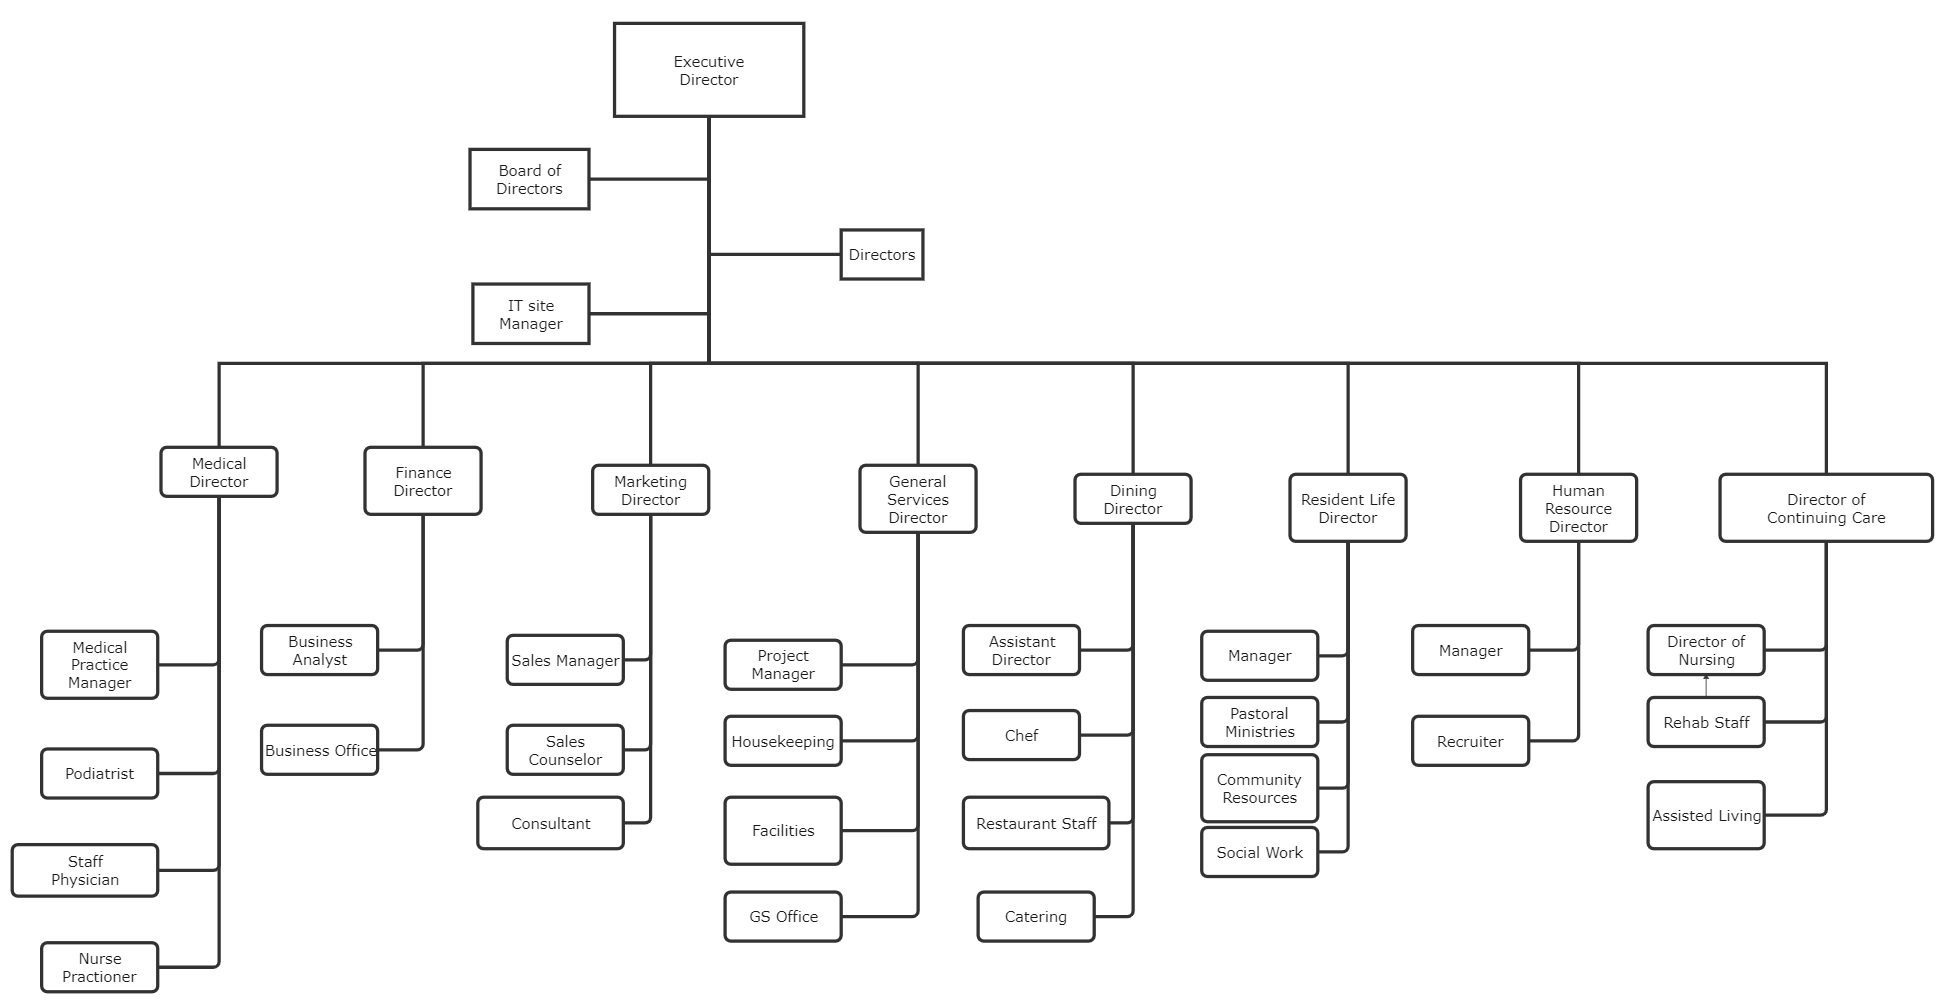 Executive
Director
Board of
Directors
Directors
IT site
Manager
Medical
Director
Finance
Director
Marketing
Director
General
Services
Director
Dining
Director
Resident Life
Director
Human
Resource
Director
Director of
Continuing Care
Medical
Practice
Manager
Podiatrist
Staff
Physician
Nurse
Practioner
Business
Analyst
Business Office
Sales Manager
Sales
Counselor
Consultant
Project
Manager
Housekeeping
Facilities
GS Office
Assistant
Director
Chef
Restaurant Staff
Catering
Manager
Pastoral
Ministries
Community
Resources
Social Work
Manager
Recruiter
Director of
Nursing
Rehab Staff
Assisted Living